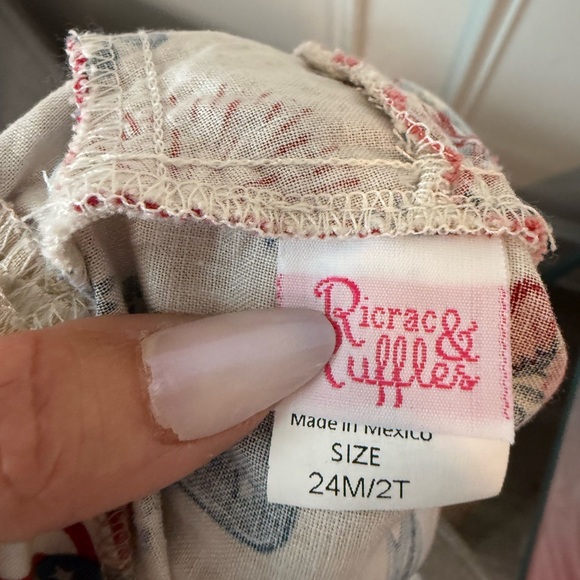 Ricrac &
Ruffles
Made in Mexico
SIZE
24M/2T